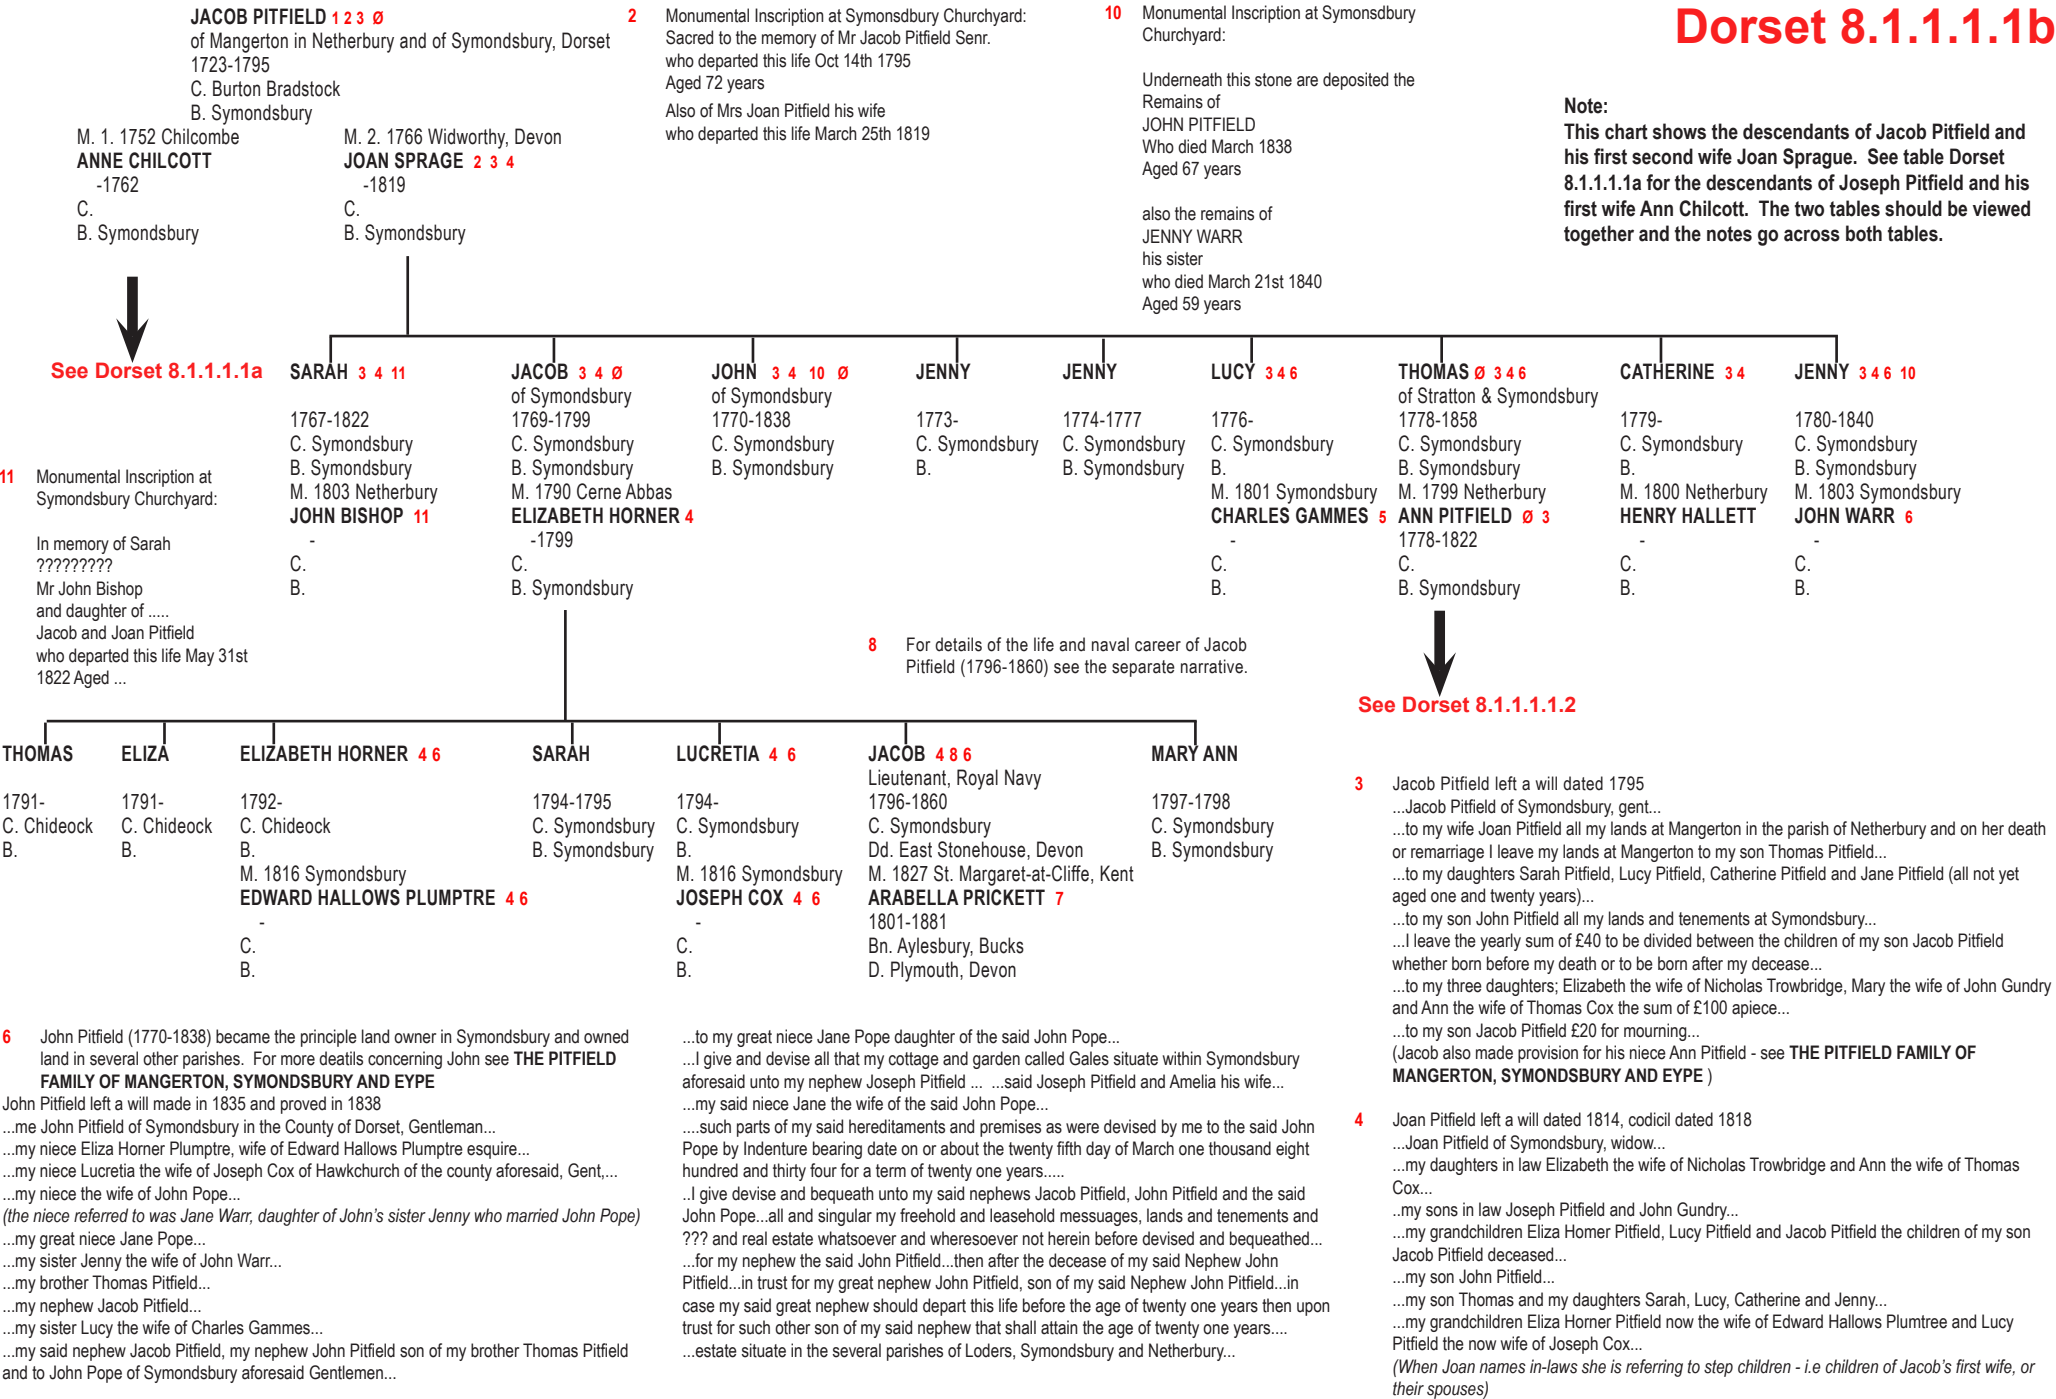 Dorset 8.1.1.1.1b
JACOB PITFIELD 1 2 3 Ø
of Mangerton in Netherbury and of Symondsbury, Dorset
1723-1795
C. Burton Bradstock
B. Symondsbury
M. 1. 1752 Chilcombe
ANNE CHILCOTT
-1762
C.
B. Symondsbury
M. 2. 1766 Widworthy, Devon
JOAN SPRAGE 2 3 4
-1819
C.
B. Symondsbury
2 Monumental Inscription at Symonsdbury Churchyard:
Sacred to the memory of Mr Jacob Pitfield Senr.
who departed this life Oct 14th 1795
Aged 72 years
Also of Mrs Joan Pitfield his wife
who departed this life March 25th 1819
10 Monumental Inscription at Symonsdbury
Churchyard:
Underneath this stone are deposited the
Remains of
JOHN PITFIELD
Who died March 1838
Aged 67 years
also the remains of
JENNY WARR
his sister
who died March 21st 1840
Aged 59 years
Note:
This chart shows the descendants of Jacob Pitfield and
his first second wife Joan Sprague. See table Dorset
8.1.1.1.1a for the descendants of Joseph Pitfield and his
first wife Ann Chilcott. The two tables should be viewed
together and the notes go across both tables.
See Dorset 8.1.1.1.1a
SARAH 3 4 11
1767-1822
C. Symondsbury
B. Symondsbury
M. 1803 Netherbury
JOHN BISHOP 11
-
C.
B.
JACOB 3 4 Ø
of Symondsbury
1769-1799
C. Symondsbury
B. Symondsbury
M. 1790 Cerne Abbas
ELIZABETH HORNER 4
-1799
C.
B. Symondsbury
JOHN 3 4 10 Ø
of Symondsbury
1770-1838
C. Symondsbury
B. Symondsbury
JENNY
1773-
C. Symondsbury
B.
JENNY
1774-1777
C. Symondsbury
B. Symondsbury
LUCY 3 4 6
1776-
C. Symondsbury
B.
M. 1801 Symondsbury
CHARLES GAMMES 5
-
C.
B.
THOMAS Ø 3 4 6
of Stratton & Symondsbury
1778-1858
C. Symondsbury
B. Symondsbury
M. 1799 Netherbury
ANN PITFIELD Ø 3
1778-1822
C.
B. Symondsbury
CATHERINE 3 4
1779-
C. Symondsbury
B.
M. 1800 Netherbury
HENRY HALLETT
-
C.
B.
JENNY 3 4 6 10
1780-1840
C. Symondsbury
B. Symondsbury
M. 1803 Symondsbury
JOHN WARR 6
-
C.
B.
11 Monumental Inscription at
Symondsbury Churchyard:
In memory of Sarah
?????????
Mr John Bishop
and daughter of .....
Jacob and Joan Pitfield
who departed this life May 31st
1822 Aged ...
8 For details of the life and naval career of Jacob
Pitfield (1796-1860) see the separate narrative.
See Dorset 8.1.1.1.1.2
THOMAS
1791-
C. Chideock
B.
ELIZA
1791-
C. Chideock
B.
ELIZABETH HORNER 4 6
1792-
C. Chideock
B.
M. 1816 Symondsbury
EDWARD HALLOWS PLUMPTRE 4 6
-
C.
B.
SARAH
1794-1795
C. Symondsbury
B. Symondsbury
LUCRETIA 4 6
1794-
C. Symondsbury
B.
M. 1816 Symondsbury
JOSEPH COX 4 6
-
C.
B.
JACOB 4 8 6
Lieutenant, Royal Navy
1796-1860
C. Symondsbury
Dd. East Stonehouse, Devon
M. 1827 St. Margaret-at-Cliffe, Kent
ARABELLA PRICKETT 7
1801-1881
Bn. Aylesbury, Bucks
D. Plymouth, Devon
MARY ANN
1797-1798
C. Symondsbury
B. Symondsbury
6 John Pitfield (1770-1838) became the principle land owner in Symondsbury and owned
land in several other parishes. For more deatils concerning John see THE PITFIELD
FAMILY OF MANGERTON, SYMONDSBURY AND EYPE
John Pitfield left a will made in 1835 and proved in 1838
...me John Pitfield of Symondsbury in the County of Dorset, Gentleman...
...my niece Eliza Horner Plumptre, wife of Edward Hallows Plumptre esquire...
...my niece Lucretia the wife of Joseph Cox of Hawkchurch of the county aforesaid, Gent,...
...my niece the wife of John Pope...
(the niece referred to was Jane Warr, daughter of John's sister Jenny who married John Pope)
...my great niece Jane Pope...
...my sister Jenny the wife of John Warr...
...my brother Thomas Pitfield...
...my nephew Jacob Pitfield...
...my sister Lucy the wife of Charles Gammes...
...my said nephew Jacob Pitfield, my nephew John Pitfield son of my brother Thomas Pitfield
and to John Pope of Symondsbury aforesaid Gentlemen...
...to my great niece Jane Pope daughter of the said John Pope...
...I give and devise all that my cottage and garden called Gales situate within Symondsbury
aforesaid unto my nephew Joseph Pitfield ... ...said Joseph Pitfield and Amelia his wife...
...my said niece Jane the wife of the said John Pope...
....such parts of my said hereditaments and premises as were devised by me to the said John
Pope by Indenture bearing date on or about the twenty fifth day of March one thousand eight
hundred and thirty four for a term of twenty one years.....
..I give devise and bequeath unto my said nephews Jacob Pitfield, John Pitfield and the said
John Pope...all and singular my freehold and leasehold messuages, lands and tenements and
??? and real estate whatsoever and wheresoever not herein before devised and bequeathed...
...for my nephew the said John Pitfield...then after the decease of my said Nephew John
Pitfield...in trust for my great nephew John Pitfield, son of my said Nephew John Pitfield...in
case my said great nephew should depart this life before the age of twenty one years then upon
trust for such other son of my said nephew that shall attain the age of twenty one years....
...estate situate in the several parishes of Loders, Symondsbury and Netherbury...
3 Jacob Pitfield left a will dated 1795
...Jacob Pitfield of Symondsbury, gent...
...to my wife Joan Pitfield all my lands at Mangerton in the parish of Netherbury and on her death
or remarriage I leave my lands at Mangerton to my son Thomas Pitfield...
...to my daughters Sarah Pitfield, Lucy Pitfield, Catherine Pitfield and Jane Pitfield (all not yet
aged one and twenty years)...
...to my son John Pitfield all my lands and tenements at Symondsbury...
...I leave the yearly sum of £40 to be divided between the children of my son Jacob Pitfield
whether born before my death or to be born after my decease...
...to my three daughters; Elizabeth the wife of Nicholas Trowbridge, Mary the wife of John Gundry
and Ann the wife of Thomas Cox the sum of £100 apiece...
...to my son Jacob Pitfield £20 for mourning...
(Jacob also made provision for his niece Ann Pitfield - see THE PITFIELD FAMILY OF
MANGERTON, SYMONDSBURY AND EYPE )
4 Joan Pitfield left a will dated 1814, codicil dated 1818
...Joan Pitfield of Symondsbury, widow...
...my daughters in law Elizabeth the wife of Nicholas Trowbridge and Ann the wife of Thomas
Cox...
..my sons in law Joseph Pitfield and John Gundry...
...my grandchildren Eliza Homer Pitfield, Lucy Pitfield and Jacob Pitfield the children of my son
Jacob Pitfield deceased...
...my son John Pitfield...
...my son Thomas and my daughters Sarah, Lucy, Catherine and Jenny...
...my grandchildren Eliza Horner Pitfield now the wife of Edward Hallows Plumtree and Lucy
Pitfield the now wife of Joseph Cox...
(When Joan names in-laws she is referring to step children - i.e children of Jacob's first wife, or
their spouses)